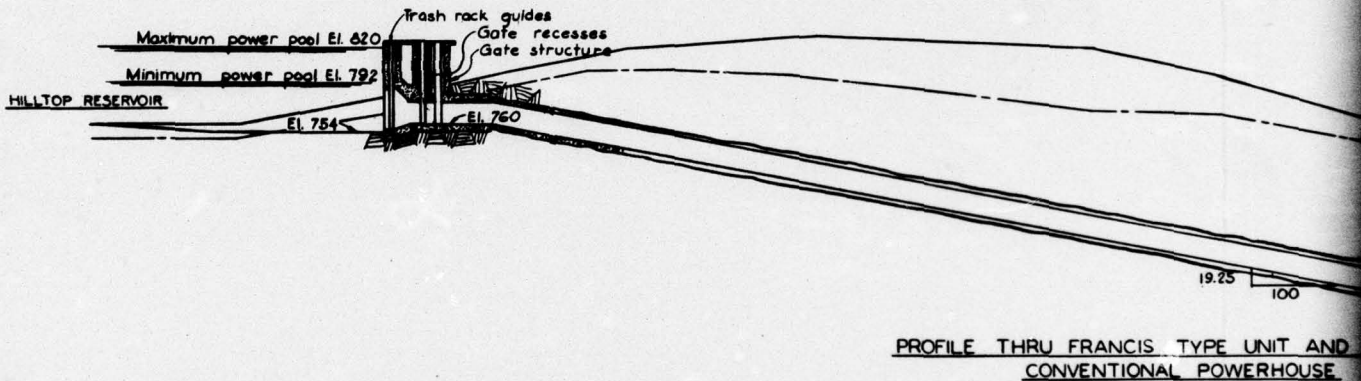 Trash rack guides
Maximum power pool El. 820
Gate recesses
Gate structure
Minimum power pool El. 792
HILLTOP RESERVOIR
El. 754
El. 760
19.25
100
PROFILE THRU FRANCIS TYPE UNIT AND
CONVENTIONAL POWERHOUSE